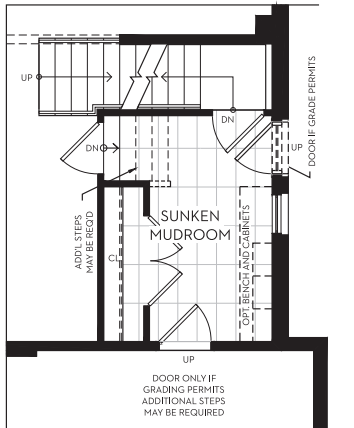 UP
DN
DN
UP
DOOR IF GRADE PERMITS
ADD'L STEPS
MAY BE REQ'D
SUNKEN
MUDROOM
CL
OPT. BENCH AND CABINETS
UP
DOOR ONLY IF
GRADING PERMITS
ADDITIONAL STEPS
MAY BE REQUIRED